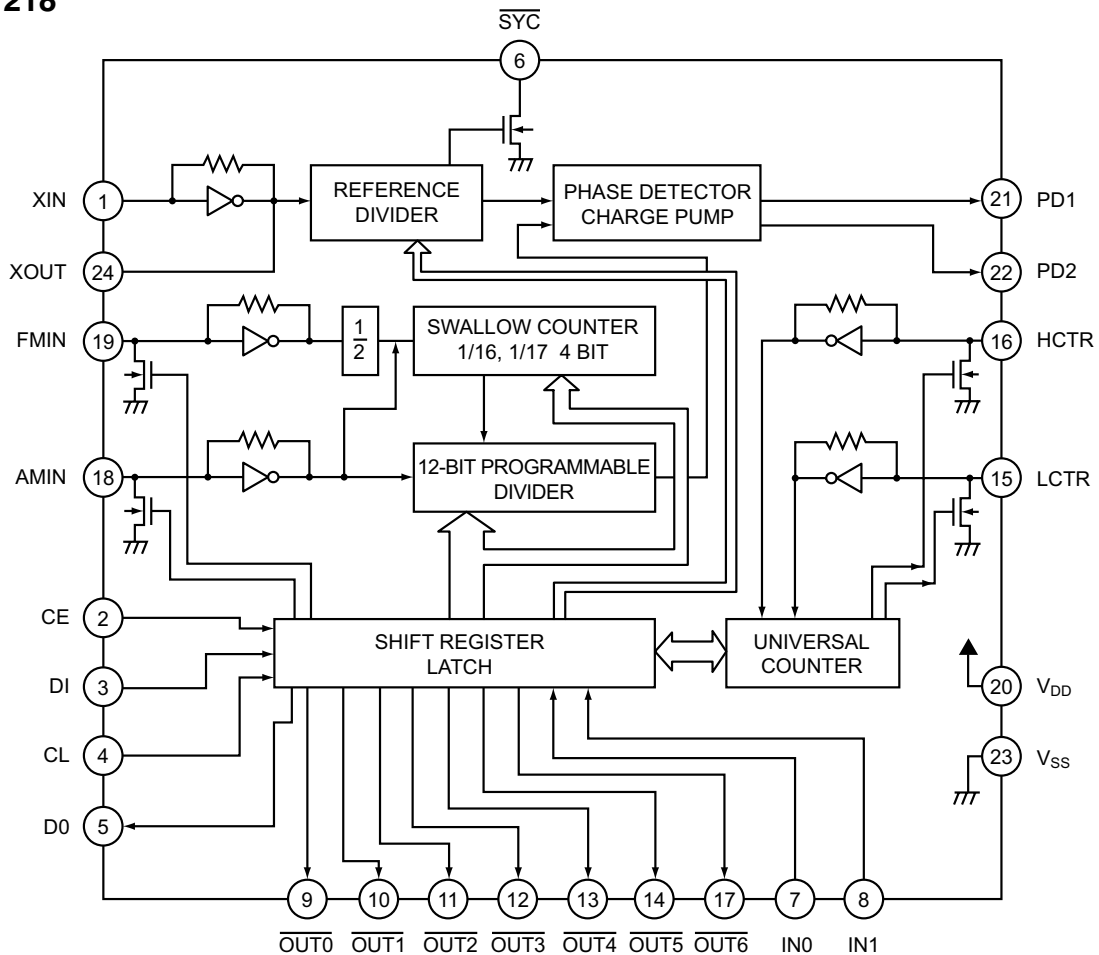 218
SYC
6
XIN
1
REFERENCE
DIVIDER
PHASE DETECTOR
CHARGE PUMP
21
PD1
XOUT
24
22
PD2
FMIN
19
1
2
SWALLOW COUNTER
1/16, 1/17 4 BIT
16
HCTR
AMIN
18
12-BIT PROGRAMMABLE
DIVIDER
15
LCTR
CE
2
SHIFT REGISTER
LATCH
UNIVERSAL
COUNTER
DI
3
20
VDD
CL
4
23
VSS
D0
5
9
10
11
12
13
14
17
7
8
OUT0
OUT1
OUT2
OUT3
OUT4
OUT5
OUT6
IN0
IN1